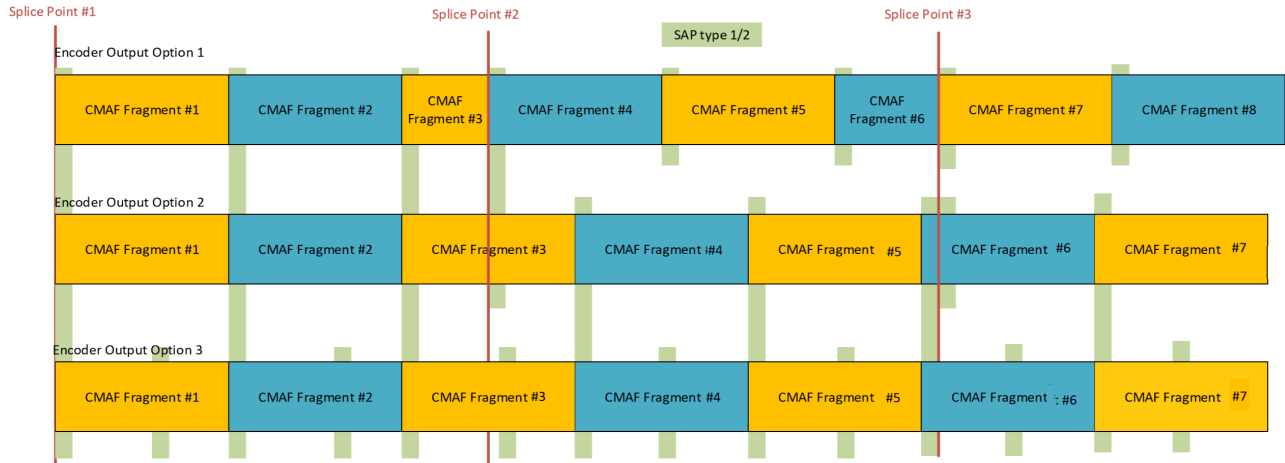 Splice Point #1
Splice Point #2
Splice Point #3
SAP type 1/2
Encoder Output Option 1
CMAF Fragment #1
CMAF Fragment #2
CMAF
Fragment #3
CMAF Fragment #4
CMAF Fragment #5
CMAF
Fragment #6
CMAF Fragment #7
CMAF Fragment #8
Encoder Output Option 2
CMAF Fragment #1
CMAF Fragment #2
CMAF Fragment #3
CMAF Fragment #4
CMAF Fragment #5
CMAF Fragment #6
CMAF Fragment #7
Encoder Output Option 3
CMAF Fragment #1
CMAF Fragment #2
CMAF Fragment #3
CMAF Fragment #4
CMAF Fragment #5
CMAF Fragment #6
CMAF Fragment #7